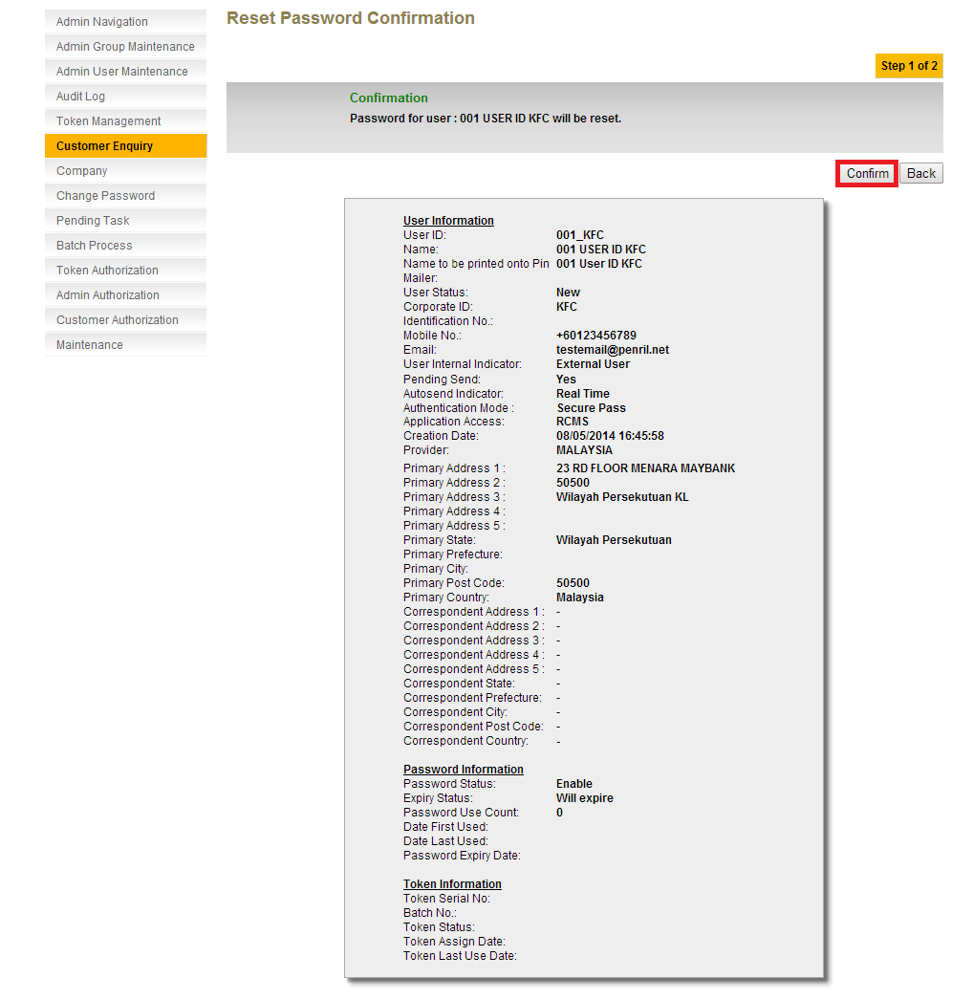 Admin Navigation
Admin Group Maintenance
Admin User Maintenance
Audit Log
Token Management
Customer Enquiry
Company
Change Password
Pending Task
Batch Process
Token Authorization
Admin Authorization
Customer Authorization
Maintenance
Reset Password Confirmation
Step 1 of 2
Confirmation
Password for user : 001 USER ID KFC will be reset.
Confirm Back
User Information
User ID: 001_KFC
Name: 001 USER ID KFC
Name to be printed onto Pin 001 User ID KFC
Mailer:
User Status: New
Corporate ID: KFC
Identification No.:
Mobile No.: +60123456789
Email: testemail@penril.net
User Internal Indicator: External User
Pending Send: Yes
Autosend Indicator: Real Time
Authentication Mode : Secure Pass
Application Access: RCMS
Creation Date: 08/05/2014 16:45:58
Provider: MALAYSIA
Primary Address 1 : 23 RD FLOOR MENARA MAYBANK
Primary Address 2 : 50500
Primary Address 3 : Wilayah Persekutuan KL
Primary Address 4 :
Primary Address 5 :
Primary State: Wilayah Persekutuan
Primary Prefecture:
Primary City:
Primary Post Code: 50500
Primary Country: Malaysia
Correspondent Address 1 : -
Correspondent Address 2 : -
Correspondent Address 3 : -
Correspondent Address 4 : -
Correspondent Address 5 : -
Correspondent State: -
Correspondent Prefecture: -
Correspondent City: -
Correspondent Post Code: -
Correspondent Country: -
Password Information
Password Status: Enable
Expiry Status: Will expire
Password Use Count: 0
Date First Used:
Date Last Used:
Password Expiry Date:
Token Information
Token Serial No:
Batch No.:
Token Status:
Token Assign Date:
Token Last Use Date: